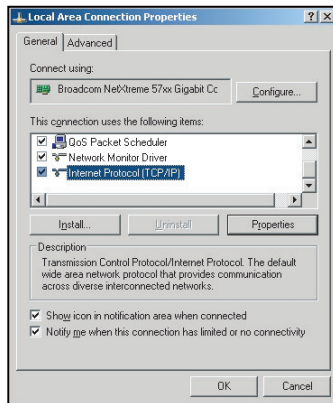 Local Area Connection Properties
General Advanced
Connect using:
Broadcom NetXtreme 57xx Gigabit Cc
Configure...
This connection uses the following items:
QoS Packet Scheduler
Network Monitor Driver
Internet Protocol (TCP/IP)
Install... Uninstall Properties
Description
Transmission Control Protocol/Internet Protocol. The default
wide area network protocol that provides communication
across diverse interconnected networks.
Show icon in notification area when connected
Notify me when this connection has limited or no connectivity
OK Cancel